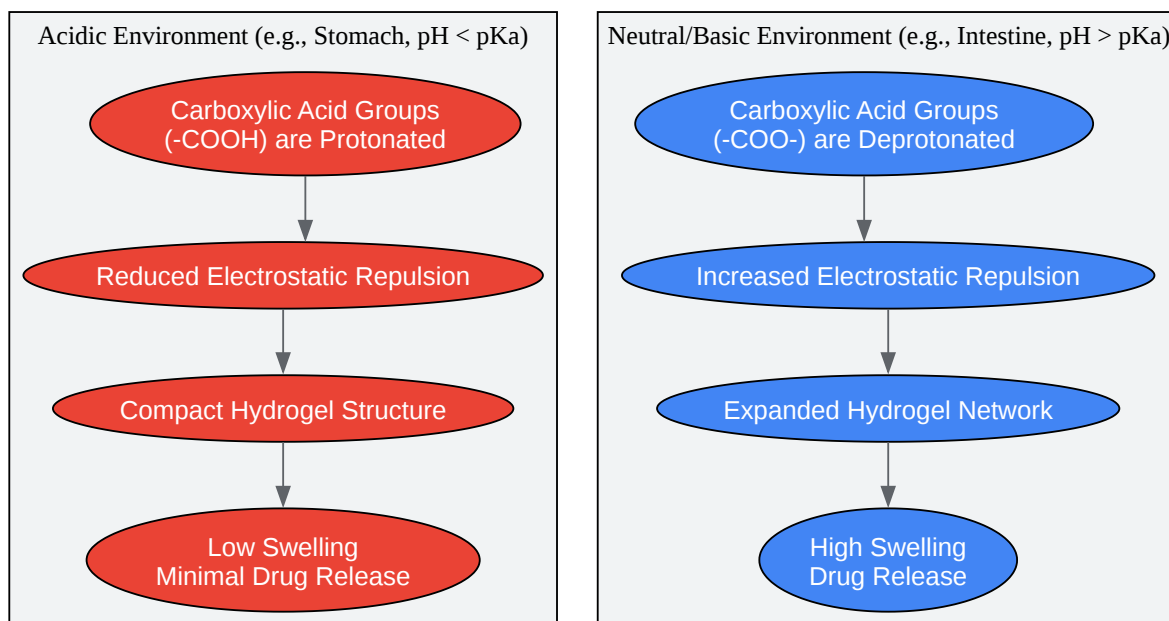 Acidic Environment (e.g., Stomach, pH < pKa)
Carboxylic Acid Groups
(-COOH) are Protonated
Reduced Electrostatic Repulsion
Compact Hydrogel Structure
Low Swelling
Minimal Drug Release
Neutral/Basic Environment (e.g., Intestine, pH > pKa)
Carboxylic Acid Groups
(-COO-) are Deprotonated
Increased Electrostatic Repulsion
Expanded Hydrogel Network
High Swelling
Drug Release